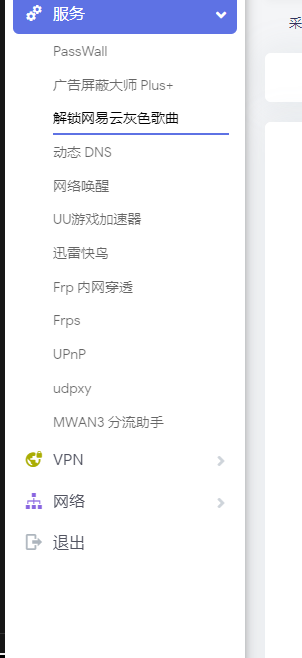 服务
采
PassWall
广告屏蔽大师 Plus+
解锁网易云灰色歌曲
动态 DNS
网络唤醒
UU游戏加速器
迅雷快鸟
Frp 内网穿透
Frps
UPnP
udpxy
MWAN3 分流助手
VPN
网络
退出